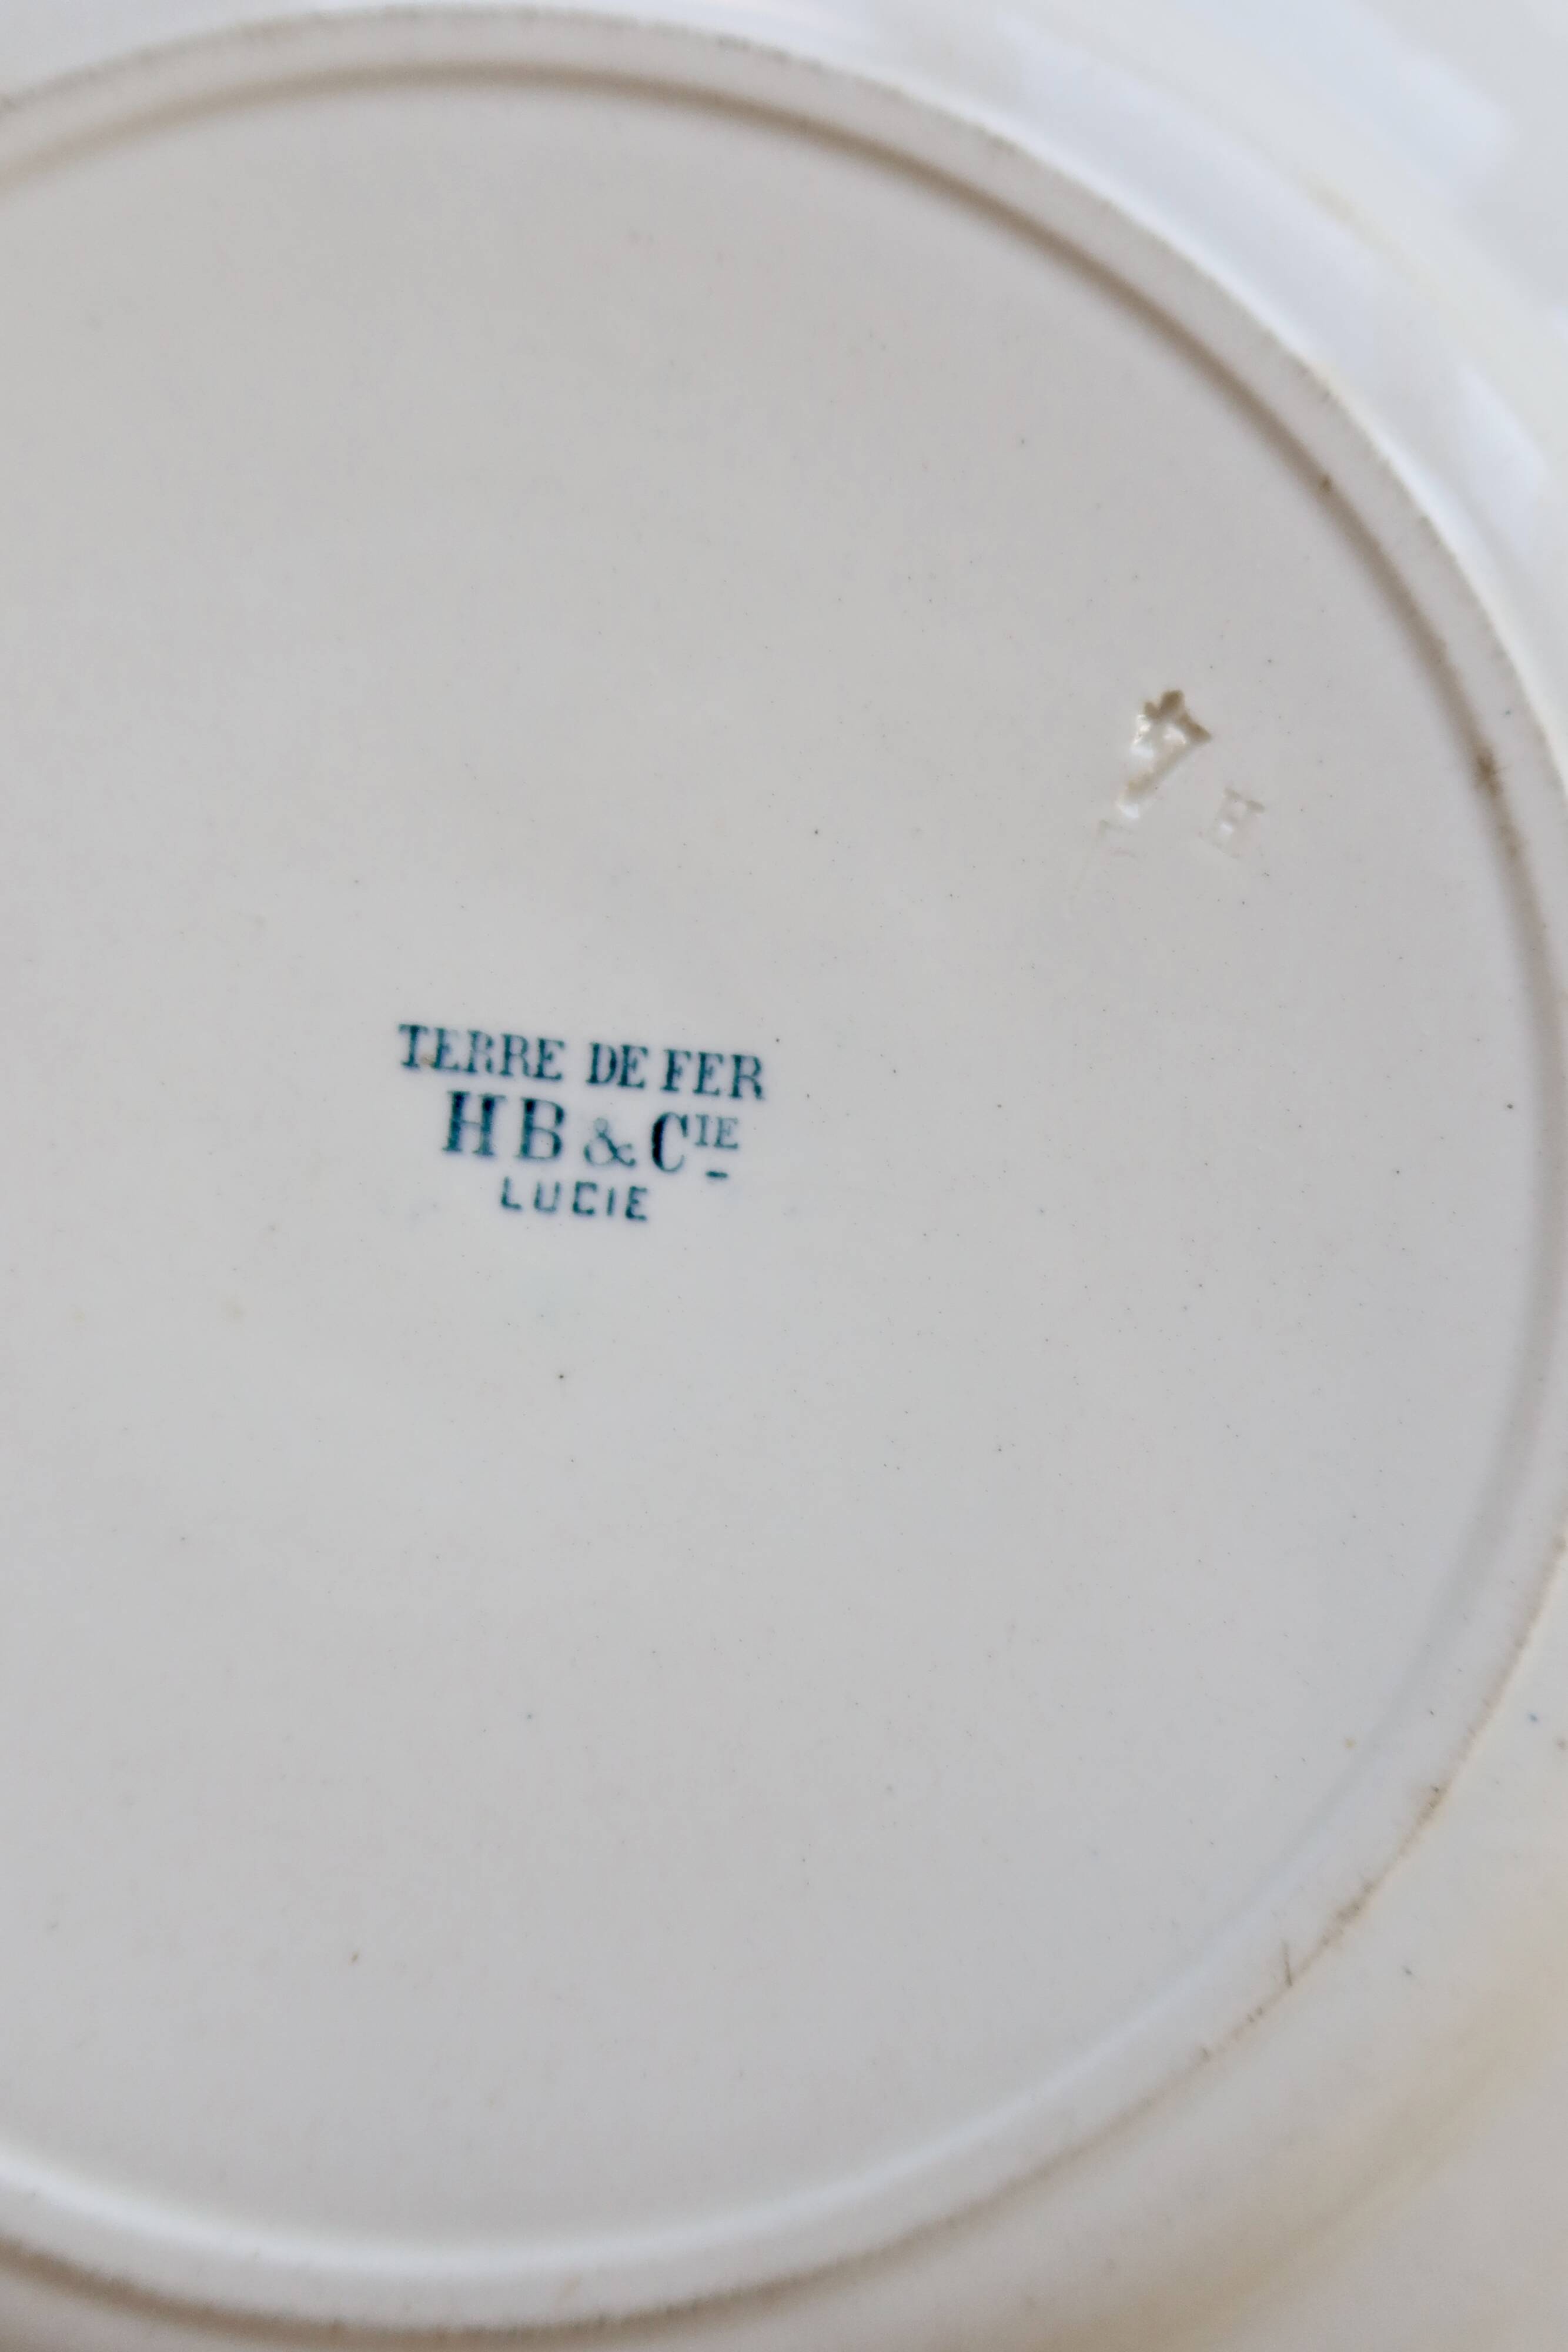 H
TERRE DE FER
HB & CIE
LUCIE